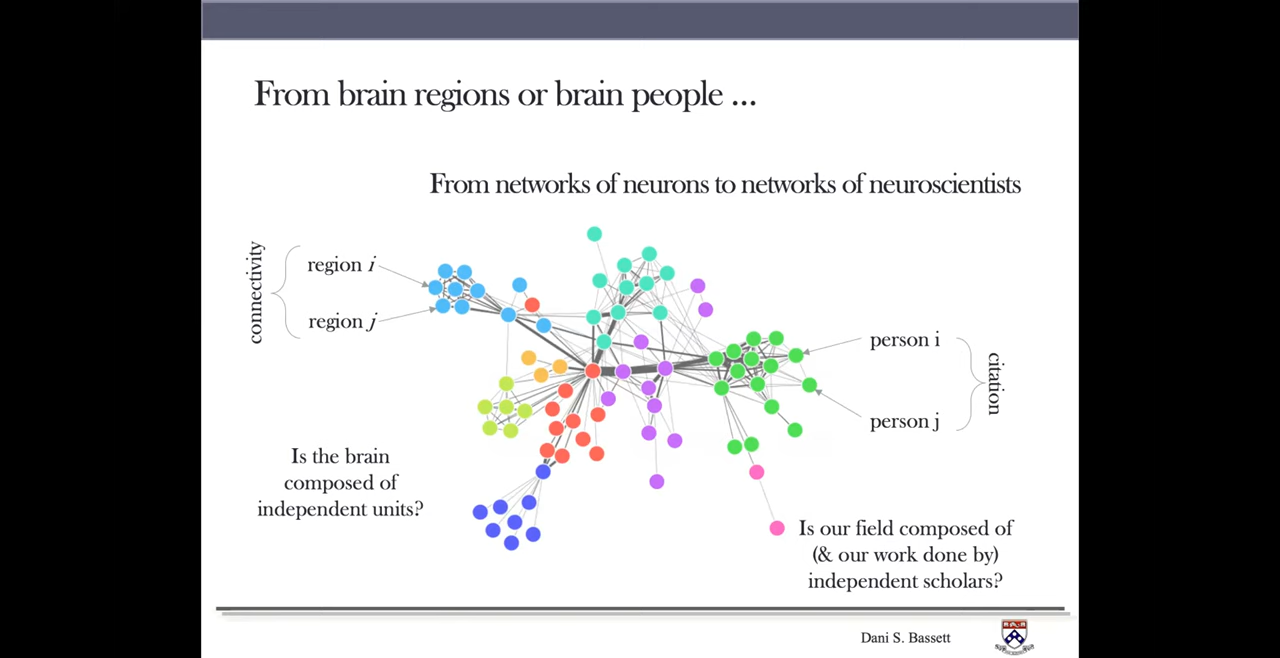 From brain regions or brain people ...
From networks of neurons to networks of neuroscientists
connectivity
region i
region j
person i
person j
citation
Is the brain
composed of
independent units?
Is our field composed of
(& our work done by)
independent scholars?
Dani S. Bassett